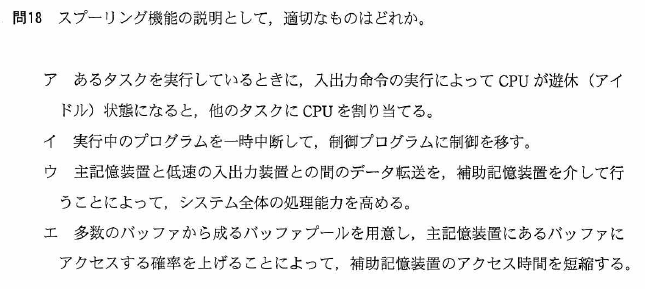 問18 スプーリング機能の説明として，適切なものはどれか。
ア あるタスクを実行しているときに，入出力命令の実行によって CPU が遊休（アイ
ドル）状態になると，他のタスクに CPU を割り当てる。
イ 実行中のプログラムを一時中断して，制御プログラムに制御を移す。
ウ 主記憶装置と低速の入出力装置との間のデータ転送を，補助記憶装置を介して行
うことによって，システム全体の処理能力を高める。
エ 多数のバッファから成るバッファプールを用意し，主記憶装置にあるバッファに
アクセスする確率を上げることによって，補助記憶装置のアクセス時間を短縮する。